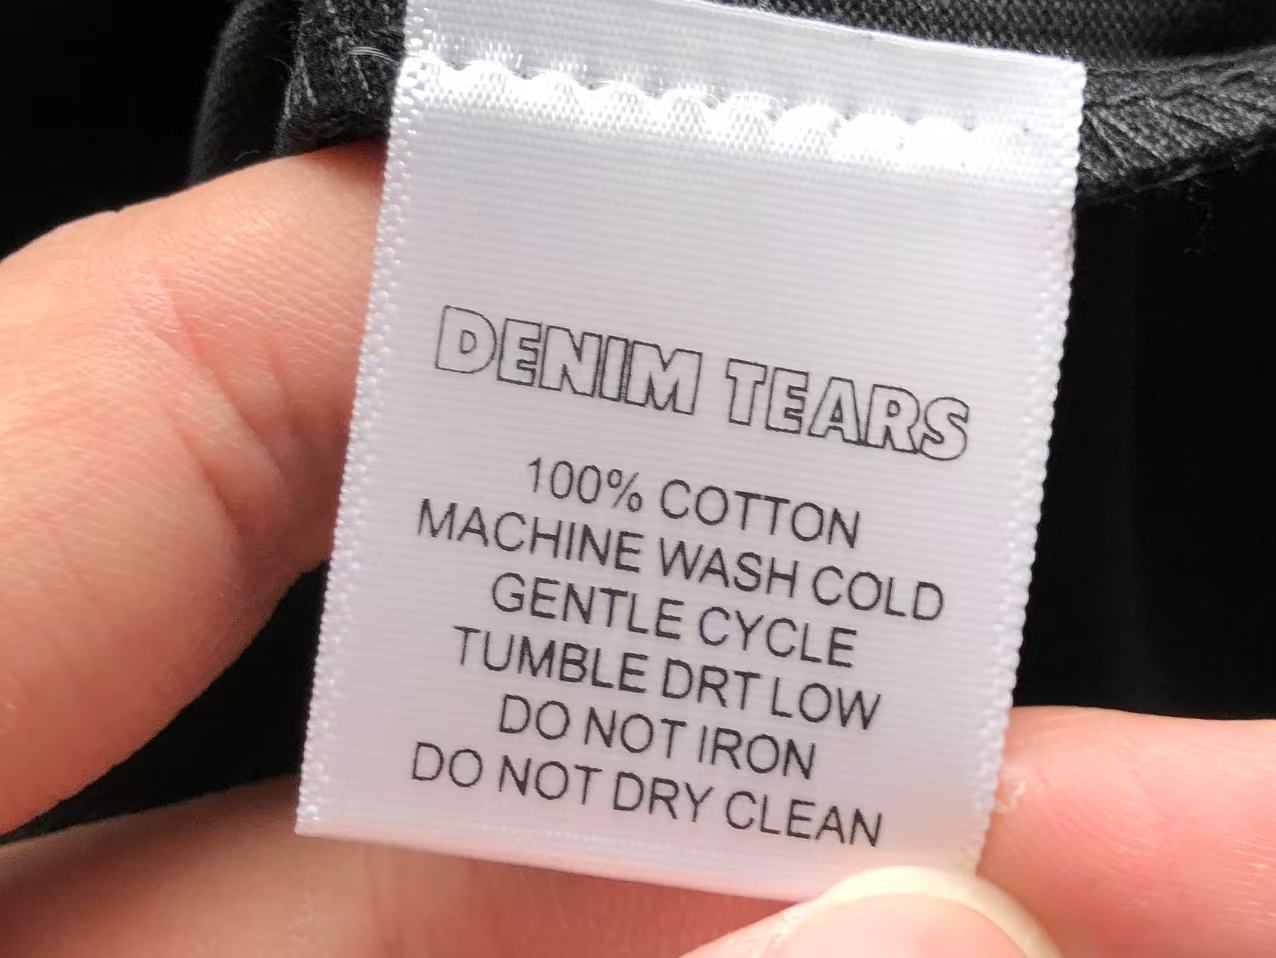 DENIM TEARS
100% COTTON
MACHINE WASH COLD
GENTLE CYCLE
TUMBLE DRT LOW
DO NOT IRON
DO NOT DRY CLEAN